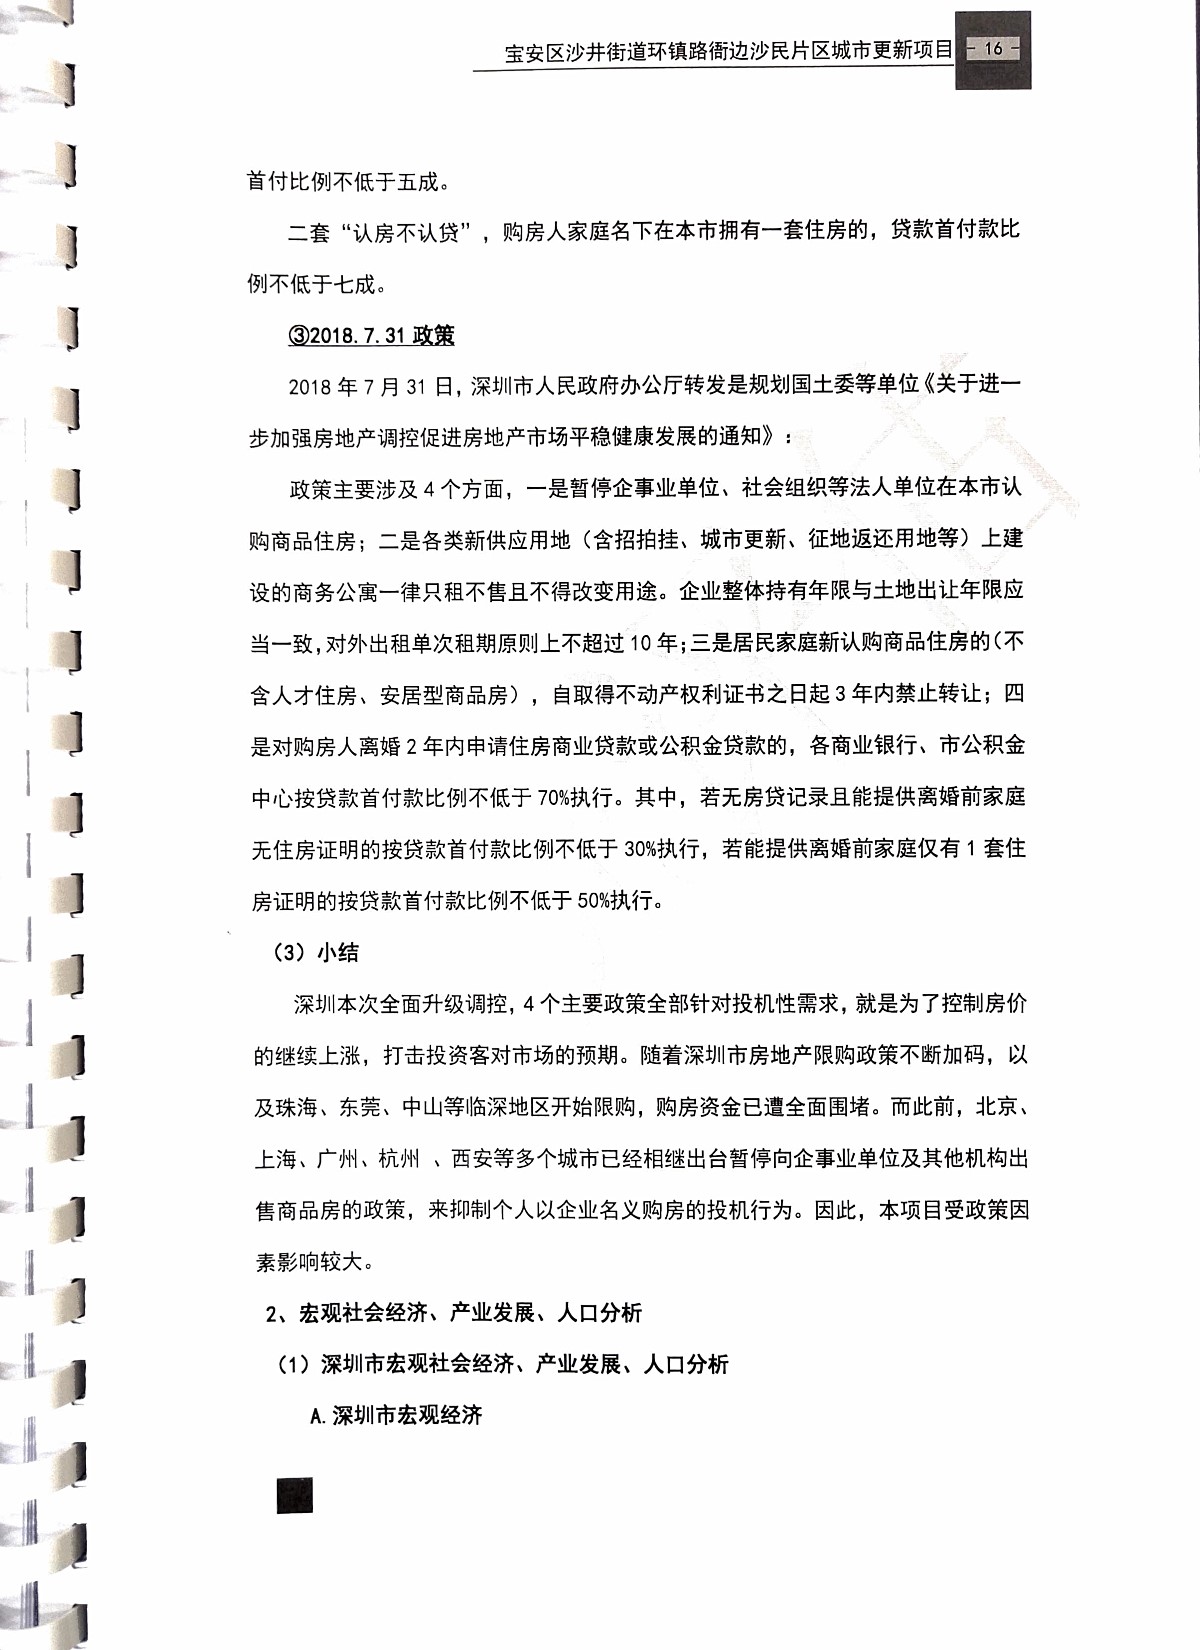 宝安区沙井街道环镇路衙边沙民片区城市更新项目 - 16 -
首付比例不低于五成。
二套“认房不认贷”，购房人家庭名下在本市拥有一套住房的，贷款首付款比
例不低于七成。
③2018.7.31 政策
2018 年 7 月 31 日，深圳市人民政府办公厅转发是规划国土委等单位《关于进一
步加强房地产调控促进房地产市场平稳健康发展的通知》：
政策主要涉及 4 个方面，一是暂停企事业单位、社会组织等法人单位在本市认
购商品住房；二是各类新供应用地（含招拍挂、城市更新、征地返还用地等）上建
设的商务公寓一律只租不售且不得改变用途。企业整体持有年限与土地出让年限应
当一致，对外出租单次租期原则上不超过 10 年；三是居民家庭新认购商品住房的（不
含人才住房、安居型商品房），自取得不动产权利证书之日起 3 年内禁止转让；四
是对购房人离婚 2 年内申请住房商业贷款或公积金贷款的，各商业银行、市公积金
中心按贷款首付款比例不低于 70%执行。其中，若无房贷记录且能提供离婚前家庭
无住房证明的按贷款首付款比例不低于 30%执行，若能提供离婚前家庭仅有 1 套住
房证明的按贷款首付款比例不低于 50%执行。
（3）小结
深圳本次全面升级调控，4 个主要政策全部针对投机性需求，就是为了控制房价
的继续上涨，打击投资客对市场的预期。随着深圳市房地产限购政策不断加码，以
及珠海、东莞、中山等临深地区开始限购，购房资金已遭全面围堵。而此前，北京、
上海、广州、杭州 、西安等多个城市已经相继出台暂停向企事业单位及其他机构出
售商品房的政策，来抑制个人以企业名义购房的投机行为。因此，本项目受政策因
素影响较大。
2、宏观社会经济、产业发展、人口分析
（1）深圳市宏观社会经济、产业发展、人口分析
A.深圳市宏观经济